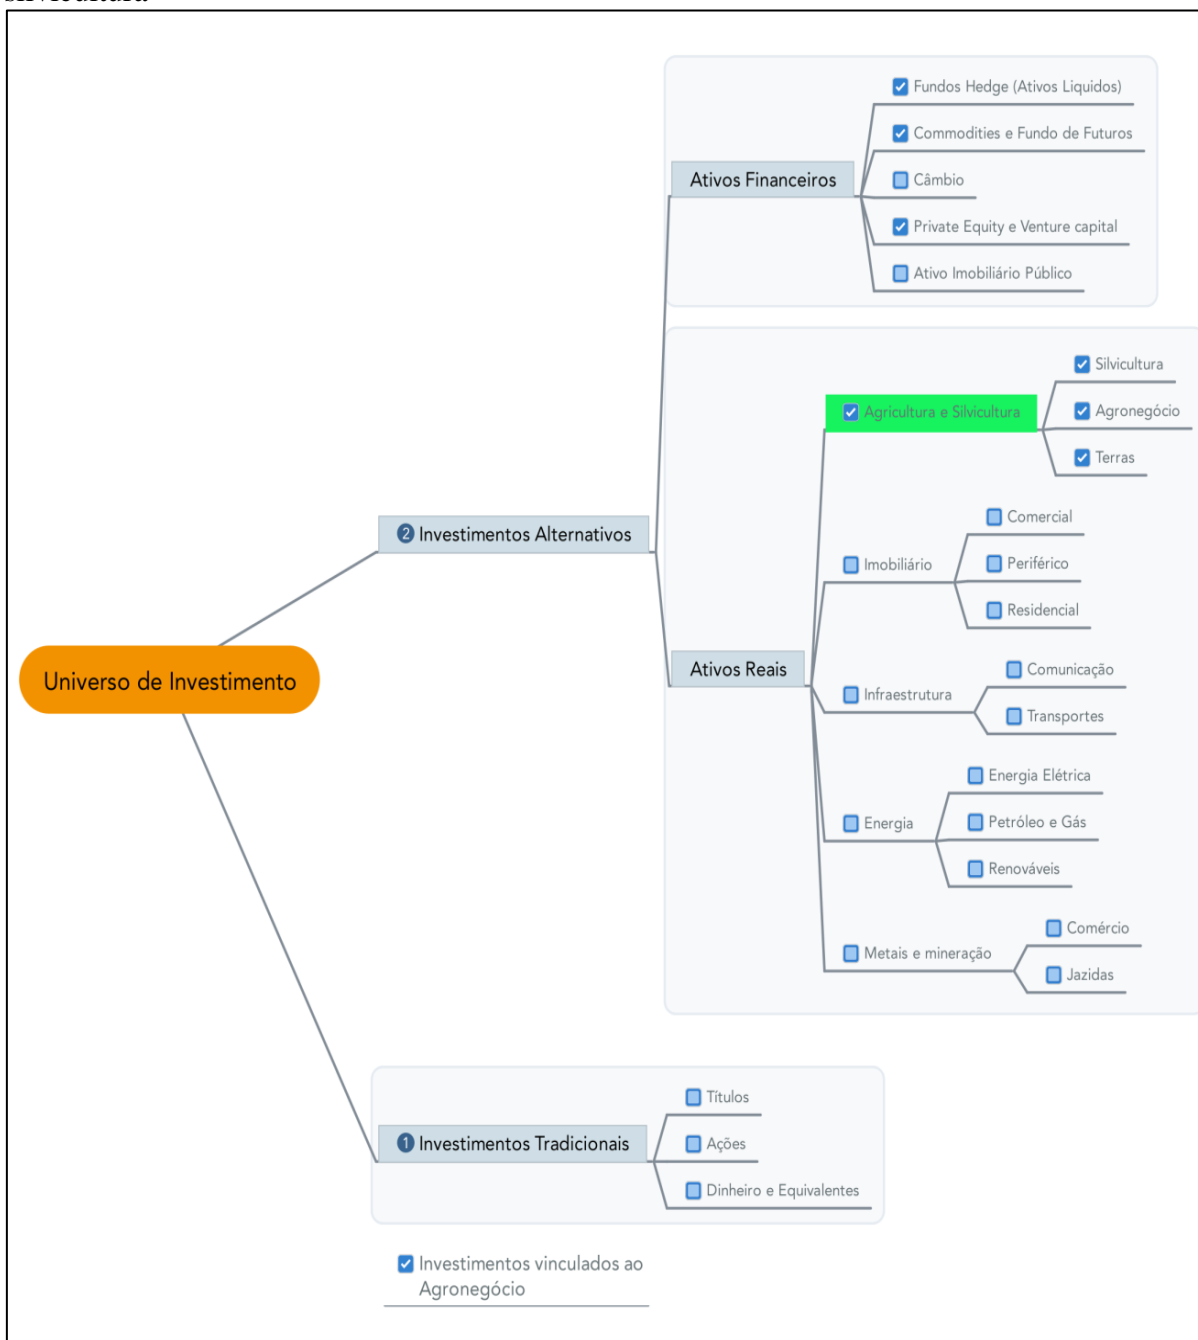 Fundos Hedge (Ativos Liquidos)
Commodities e Fundo de Futuros
Ativos Financeiros
Câmbio
Private Equity e Venture capital
Ativo Imobiliário Público
Silvicultura
Agricultura e Silvicultura
Agronegócio
Terras
Comercial
2 Investimentos Alternativos
Imobiliário
Periférico
Residencial
Ativos Reais
Comunicação
Infraestrutura
Transportes
Universo de Investimento
Energia Elétrica
Energia
Petróleo e Gás
Renováveis
Comércio
Metais e mineração
Jazidas
Títulos
1 Investimentos Tradicionais
Ações
Dinheiro e Equivalentes
Investimentos vinculados ao
Agronegócio